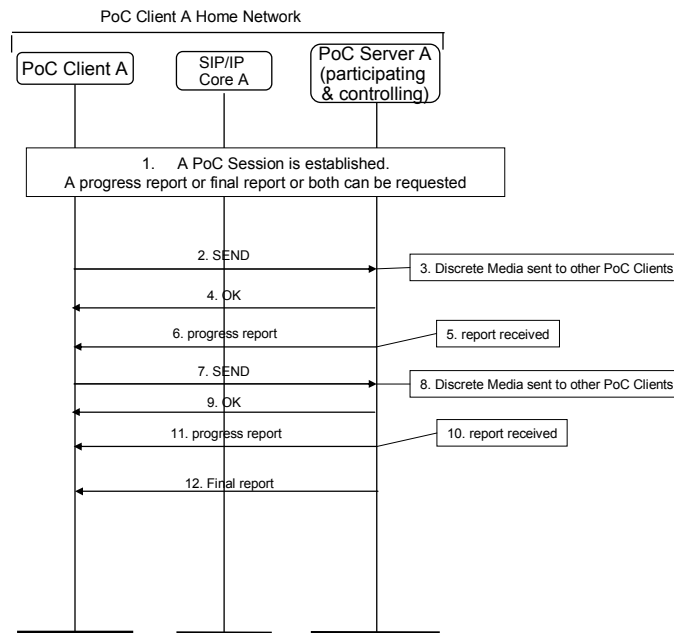 PoC Client A Home Network
PoC Client A
SIP/IP
Core A
PoC Server A
(participating
& controlling)
1. A PoC Session is established.
A progress report or final report or both can be requested
2. SEND
3. Discrete Media sent to other PoC Clients
4. OK
5. report received
6. progress report
7. SEND
8. Discrete Media sent to other PoC Clients
9. OK
10. report received
11. progress report
12. Final report